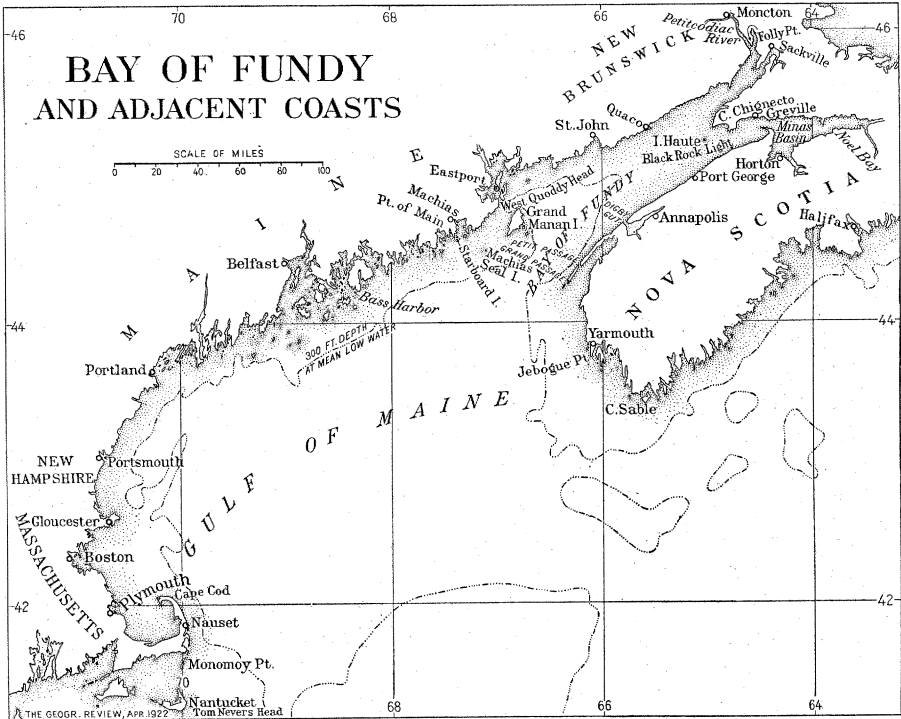 70
68
66
64
46
46
BAY OF FUNDY
AND ADJACENT COASTS
SCALE OF MILES
0 20 40 60 80 100
NEW
BRUNSWICK
Petitcodiac
River
Moncton
Folly Pt.
Sackville
Quaco
St. John
C. Chignecto
Greville
Minas
Basin
I. Haute
Black Rock Light
Horton
Noel Bay
Port George
Eastport
West Quoddy Head
Grand
Manan I.
BAY OF FUNDY
DIGBY
GUT
Annapolis
Halifax
NOVA SCOTIA
Machias
Pt. of Main
PETIT PASSAGE
GRAND PASSAGE
Machias
Seal I.
Starboard I.
MAINE
Belfast
Bass Harbor
44
44
300 FT. DEPTH
AT MEAN LOW WATER
Yarmouth
Jebogue Pt.
C. Sable
Portland
GULF OF MAINE
NEW
HAMPSHIRE
Portsmouth
Gloucester
MASSACHUSETTS
Boston
Plymouth
Cape Cod
42
42
Nauset
Monomoy Pt.
Nantucket
Tom Nevers Head
THE GEOGR. REVIEW, APR. 1922
70
68
66
64